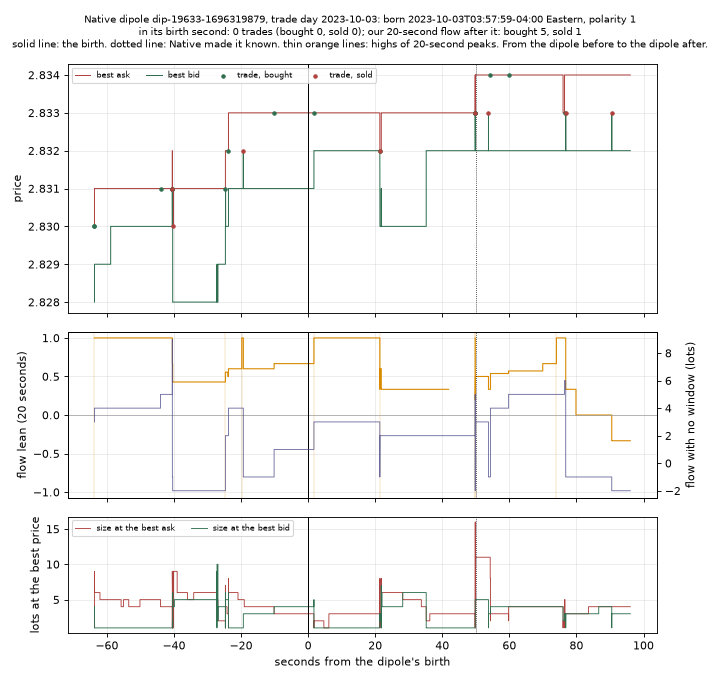 Native dipole dip-19633-1696319879, trade day 2023-10-03: born 2023-10-03T03:57:59-04:00 Eastern, polarity 1
in its birth second: 0 trades (bought 0, sold 0); our 20-second flow after it: bought 5, sold 1
solid line: the birth. dotted line: Native made it known. thin orange lines: highs of 20-second peaks. From the dipole before to the dipole after.
best ask best bid trade, bought trade, sold
2.834
2.833
2.832
2.831
2.830
2.829
2.828
price
1.0
0.5
0.0
−0.5
−1.0
flow lean (20 seconds)
8
6
4
2
0
−2
flow with no window (lots)
size at the best ask size at the best bid
15
10
5
lots at the best price
−60 −40 −20 0 20 40 60 80 100
seconds from the dipole's birth